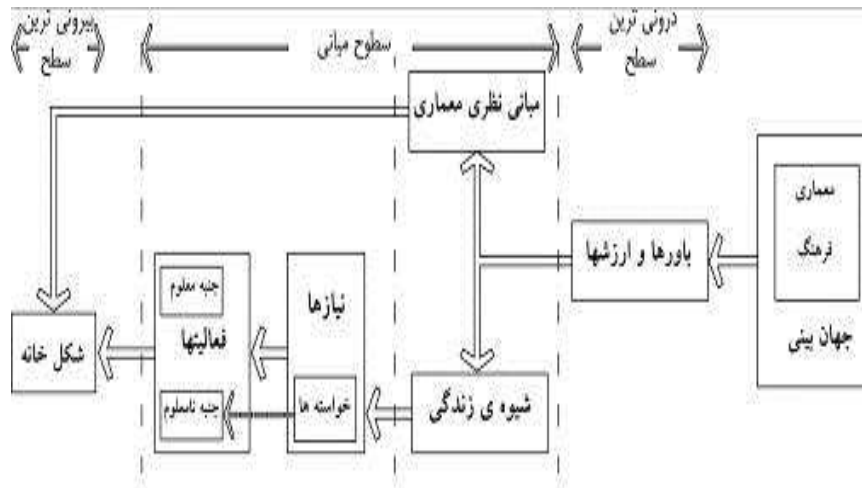 درونی ترین
سطح
سطوح میانی
بیرونی ترین
سطح
مبانی نظری معماری
معماری
فرهنگ
جهان بینی
باورها و ارزشها
شیوه ی زندگی
نیازها
خواسته ها
جنبه معلوم
فعالیتها
جنبه نامعلوم
شکل خانه